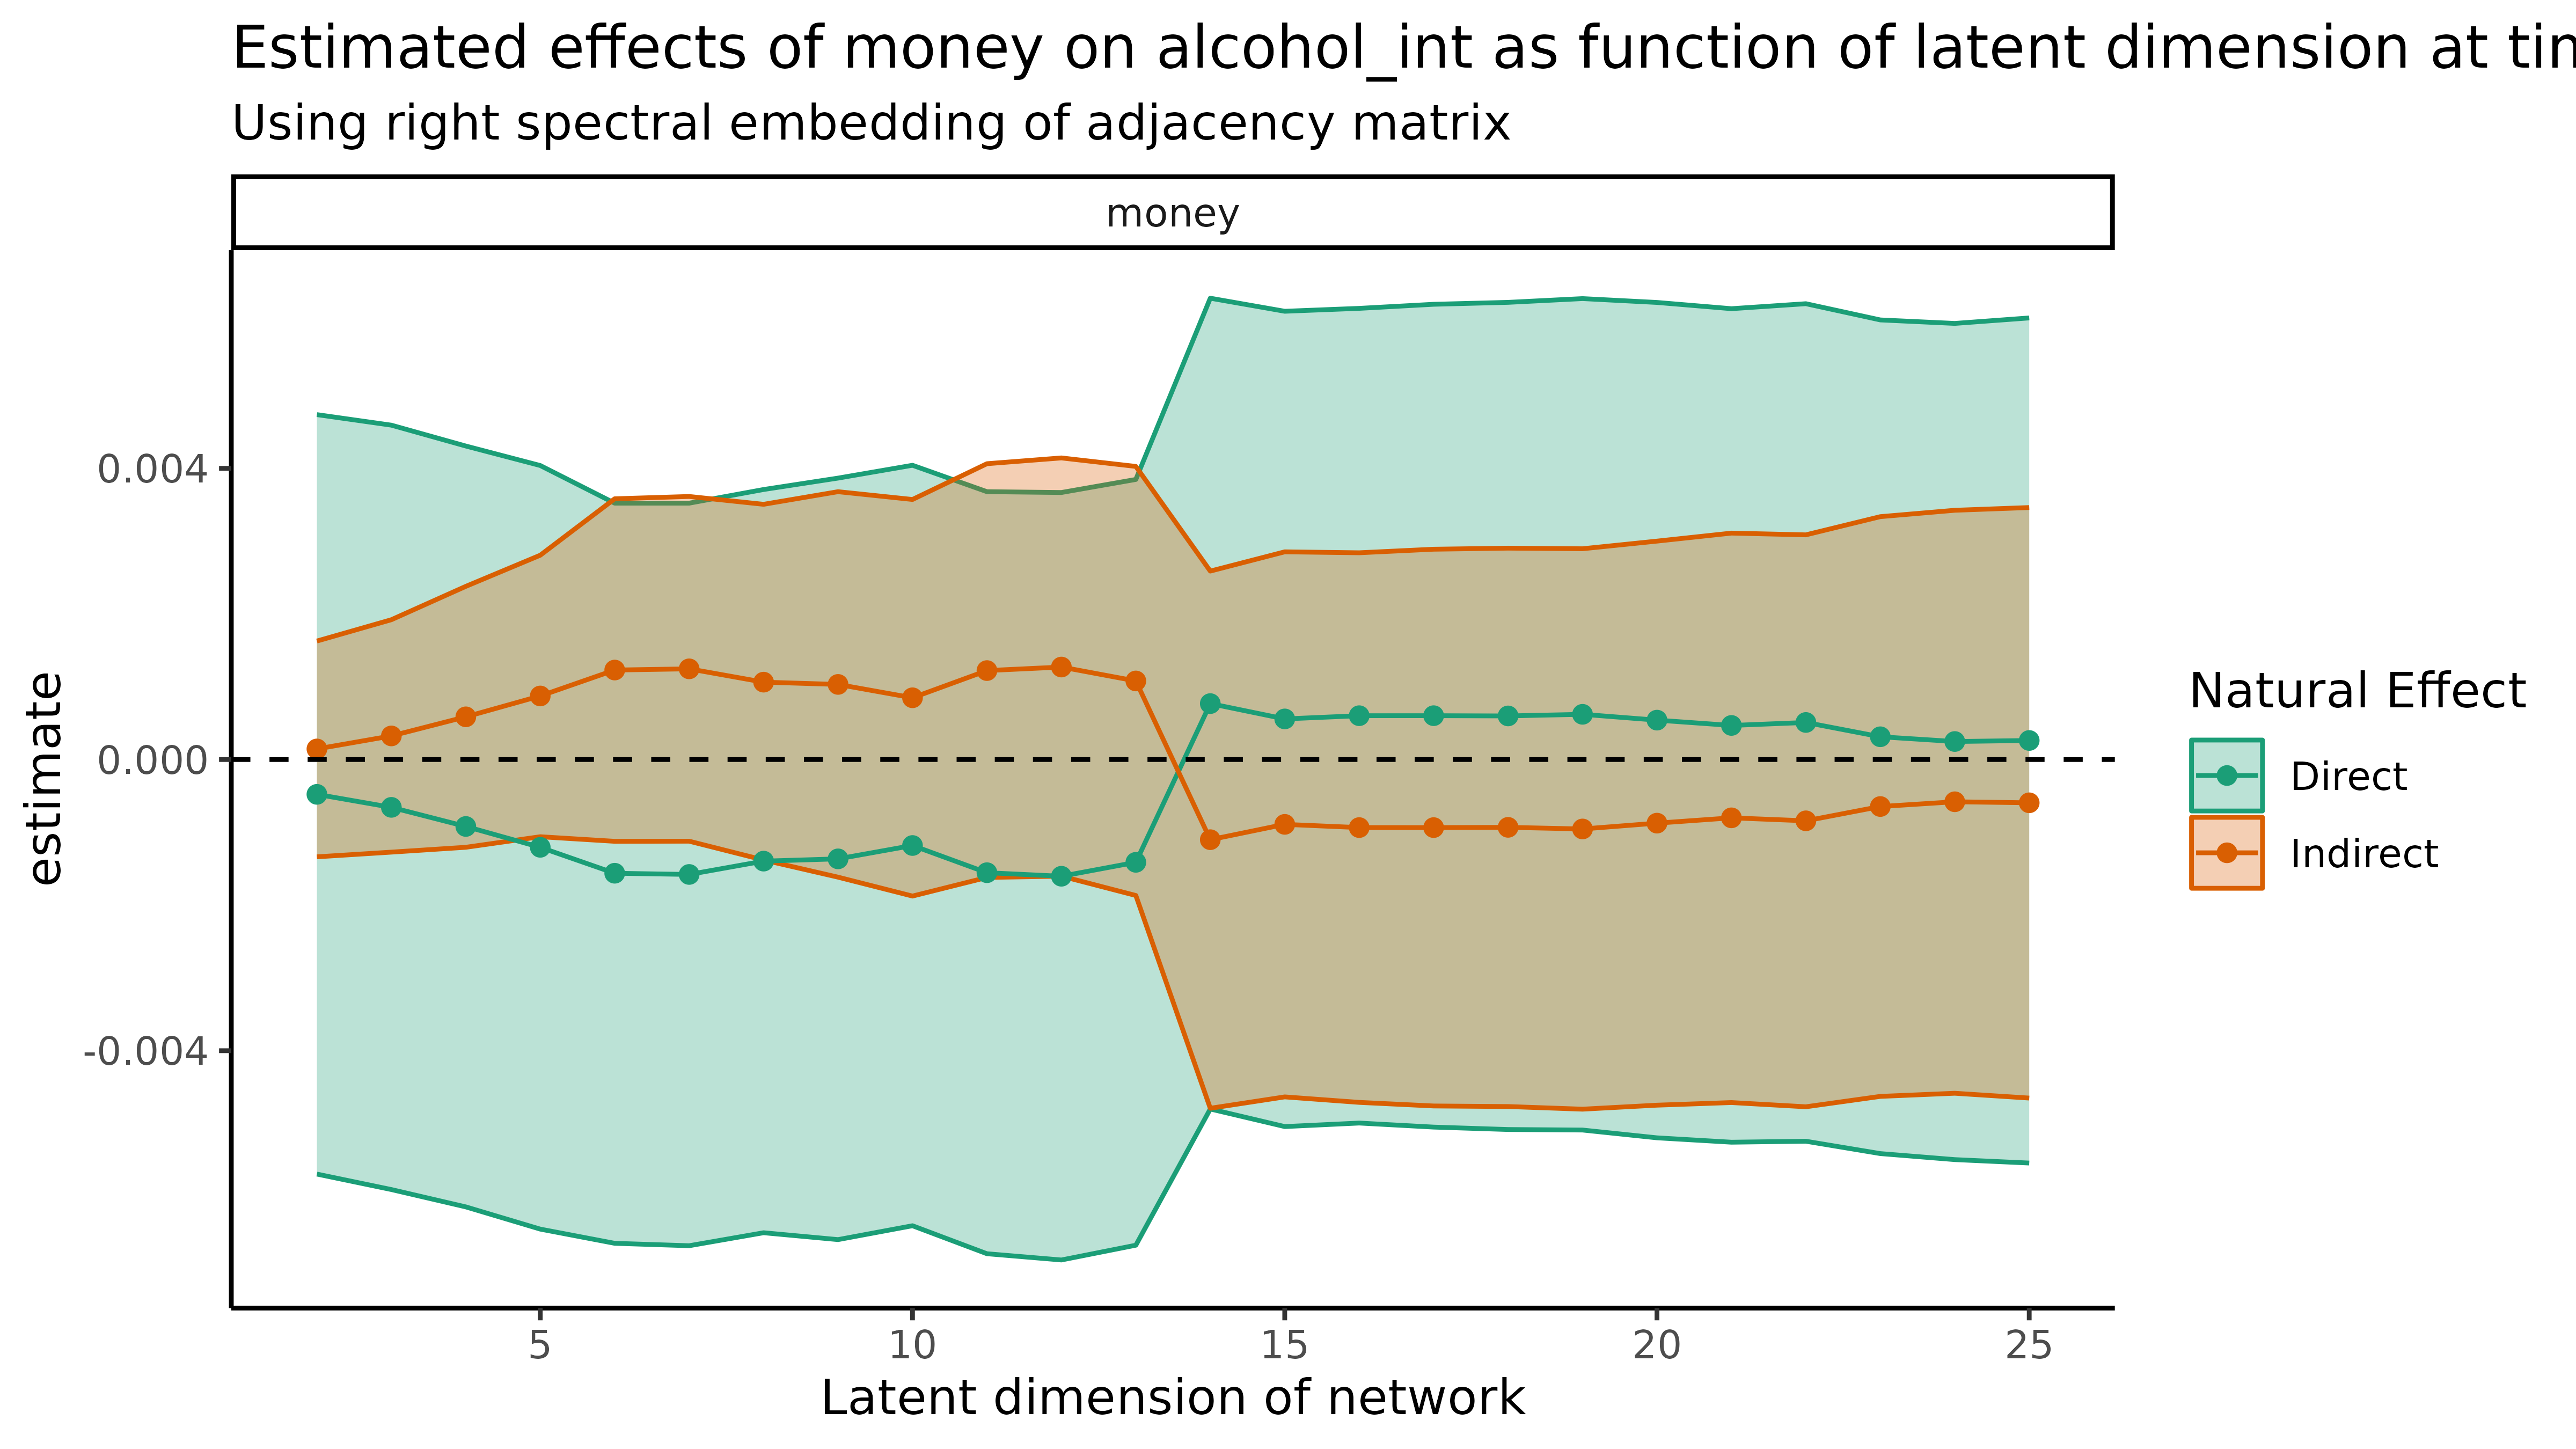 Estimated effects of money on alcohol_int as function of latent dimension at
Using right spectral embedding of adjacency matrix
money
0.004
0.000
-0.004
estimate
5 10 15 20 25
Latent dimension of network
Natural Effect
Direct
Indirect